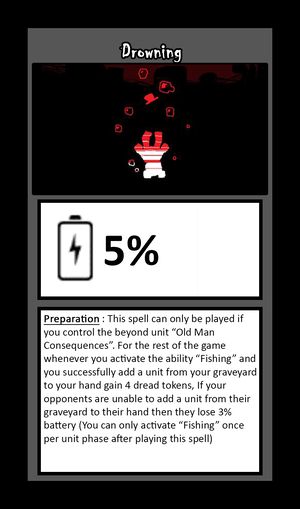 Drowning
5%
Preparation : This spell can only be played if
you control the beyond unit “Old Man
Consequences”. For the rest of the game
whenever you activate the ability “Fishing” and
you successfully add a unit from your graveyard
to your hand gain 4 dread tokens, If your
opponents are unable to add a unit from their
graveyard to their hand then they lose 3%
battery (You can only activate “Fishing” once
per unit phase after playing this spell)